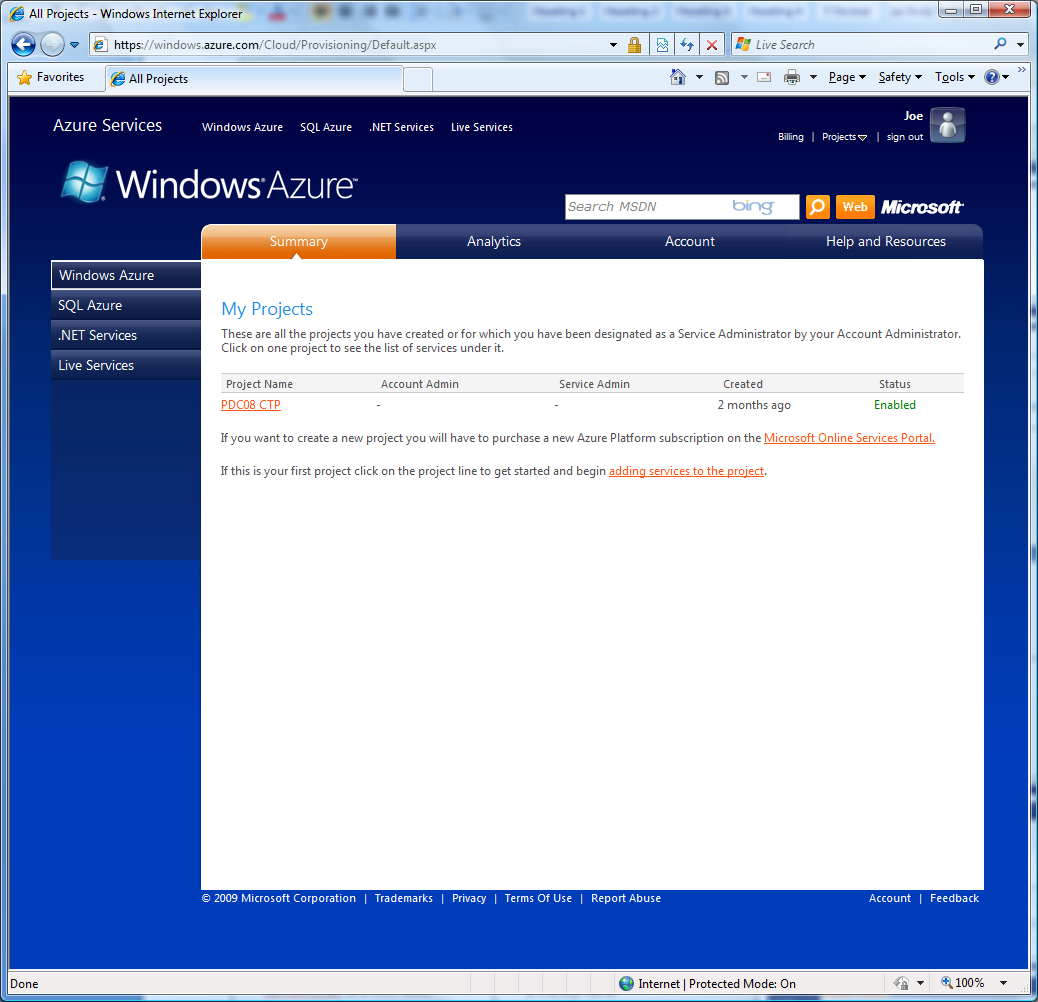 All Projects - Windows Internet Explorer
https://windows.azure.com/Cloud/Provisioning/Default.aspx
Live Search
Favorites
All Projects
Page
Safety
Tools
Azure Services
Windows Azure
SQL Azure
.NET Services
Live Services
Joe
Billing | Projects | sign out
Windows Azure™
Search MSDN
bing
Web
Microsoft
Summary
Analytics
Account
Help and Resources
Windows Azure
SQL Azure
.NET Services
Live Services
My Projects
These are all the projects you have created or for which you have been designated as a Service Administrator by your Account Administrator.
Click on one project to see the list of services under it.
Project Name Account Admin Service Admin Created Status
PDC08 CTP - - 2 months ago Enabled
If you want to create a new project you will have to purchase a new Azure Platform subscription on the Microsoft Online Services Portal.
If this is your first project click on the project line to get started and begin adding services to the project.
© 2009 Microsoft Corporation | Trademarks | Privacy | Terms Of Use | Report Abuse
Account | Feedback
Done
Internet | Protected Mode: On
100%